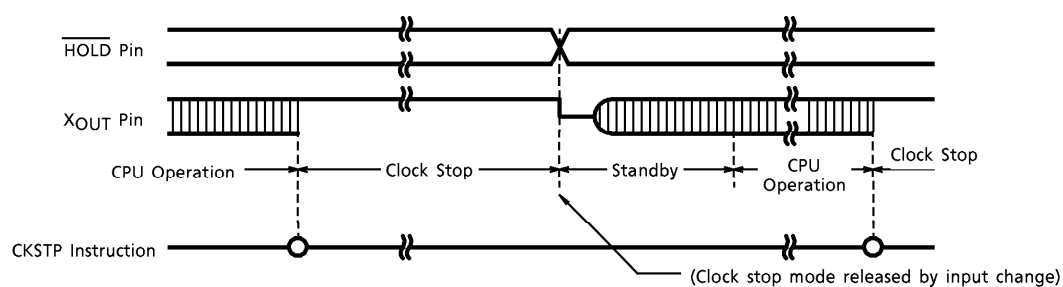 HOLD Pin
XOUT Pin
CPU Operation
Clock Stop
Standby
CPU
Operation
Clock Stop
CKSTP Instruction
(Clock stop mode released by input change)